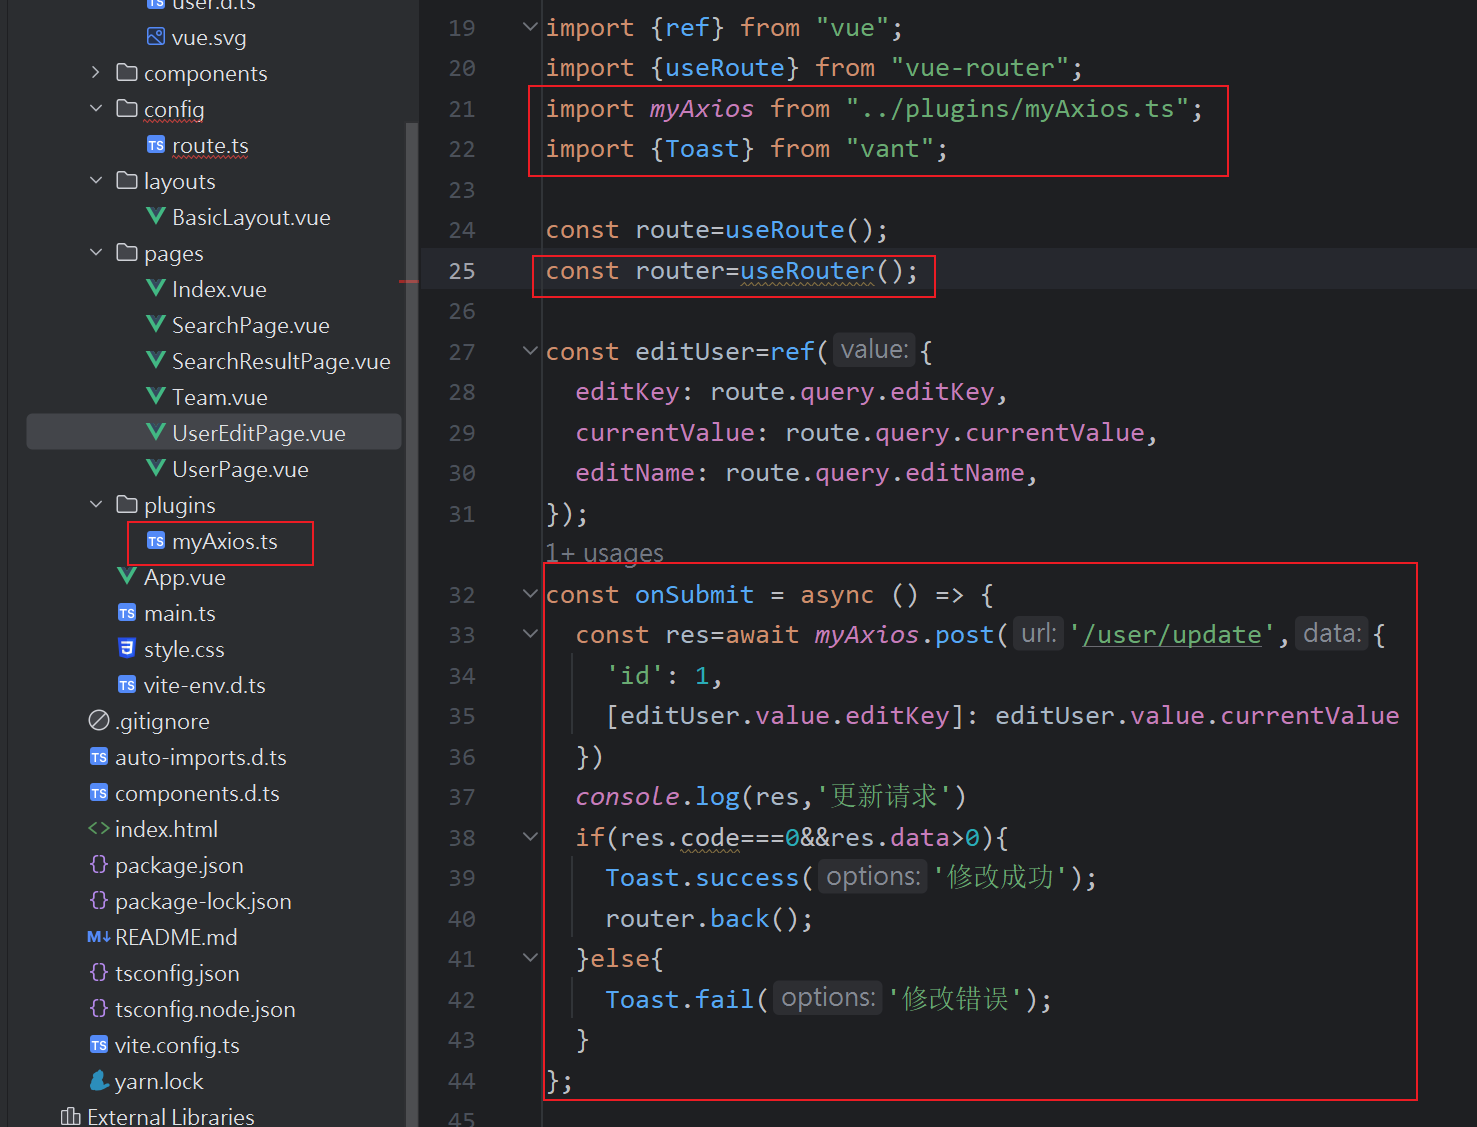 user.d.ts
vue.svg
components
config
route.ts
layouts
BasicLayout.vue
pages
Index.vue
SearchPage.vue
SearchResultPage.vue
Team.vue
UserEditPage.vue
UserPage.vue
plugins
myAxios.ts
App.vue
main.ts
style.css
vite-env.d.ts
.gitignore
auto-imports.d.ts
components.d.ts
index.html
package.json
package-lock.json
README.md
tsconfig.json
tsconfig.node.json
vite.config.ts
yarn.lock
External Libraries
19 import {ref} from "vue";
20 import {useRoute} from "vue-router";
21 import myAxios from "../plugins/myAxios.ts";
22 import {Toast} from "vant";
23
24 const route=useRoute();
25 const router=useRouter();
26
27 const editUser=ref( value: {
28 editKey: route.query.editKey,
29 currentValue: route.query.currentValue,
30 editName: route.query.editName,
31 });
1+ usages
32 const onSubmit = async () => {
33 const res=await myAxios.post( url: '/user/update', data: {
34 'id': 1,
35 [editUser.value.editKey]: editUser.value.currentValue
36 })
37 console.log(res,'更新请求')
38 if(res.code===0&&res.data>0){
39 Toast.success( options: '修改成功');
40 router.back();
41 }else{
42 Toast.fail( options: '修改错误');
43 }
44 };
45